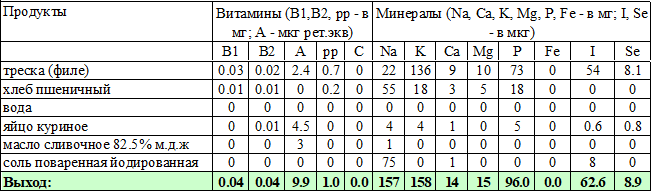 Продукты Витамины (B1,B2, рр - в Минералы (Na, Ca, K, Mg, P, Fe - в мг; I, Se
мг; А - мкг рет.экв) - в мкг)
B1 B2 A pp C Na K Ca Mg P Fe I Se
треска (филе) 0.03 0.02 2.4 0.7 0 22 136 9 10 73 0 54 8.1
хлеб пшеничный 0.01 0.01 0 0.2 0 55 18 3 5 18 0 0 0
вода 0 0 0 0 0 0 0 0 0 0 0 0 0
яйцо куриное 0 0.01 4.5 0 0 4 4 1 0 5 0 0.6 0.8
масло сливочное 82.5% м.д.ж 0 0 3 0 0 1 0 0 0 0 0 0 0
соль поваренная йодированная 0 0 0 0 0 75 0 1 0 0 0 8 0
Выход: 0.04 0.04 9.9 1.0 0.0 157 158 14 15 96.0 0.0 62.6 8.9